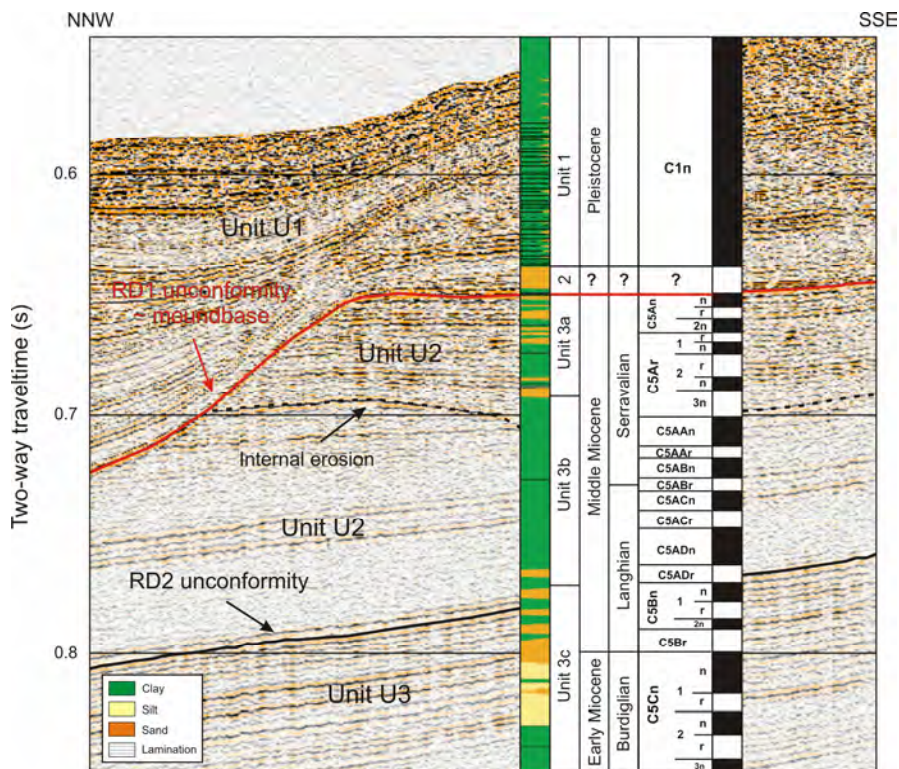 NNW
SSE
Two-way traveltime (s)
0.6
0.7
0.8
Unit U1
RD1 unconformity
~ moundbase
Unit U2
Internal erosion
Unit U2
RD2 unconformity
Unit U3
Clay
Silt
Sand
Lamination
Unit 1
2
Unit 3a
Unit 3b
Unit 3c
Pleistocene
?
Middle Miocene
Early Miocene
?
Serravalian
Langhian
Burdiglian
C1n
?
C5An
n
r
2n
C5Ar
1
r
n
2
r
n
3n
C5AAn
C5AAr
C5ABn
C5ABr
C5ACn
C5ACr
C5ADn
C5ADr
C5Bn
1
n
r
2n
C5Br
C5Cn
1
n
r
2
n
r
3n